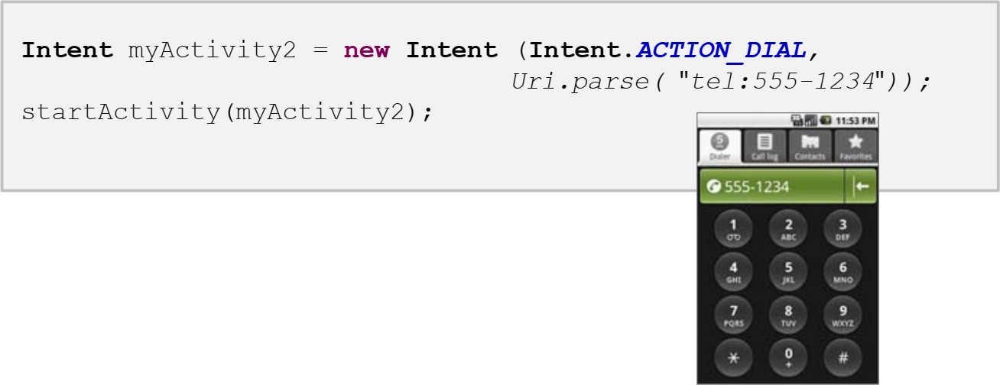 Intent myActivity2 = new Intent (Intent.ACTION_DIAL,
Uri.parse( "tel:555-1234"));
startActivity(myActivity2);
11:53 PM
5
Dialer Call log Contacts Favorites
555-1234
1 2 3
ABC DEF
4 5 6
GHI JKL MNO
7 8 9
PQRS TUV WXYZ
* 0 #
+